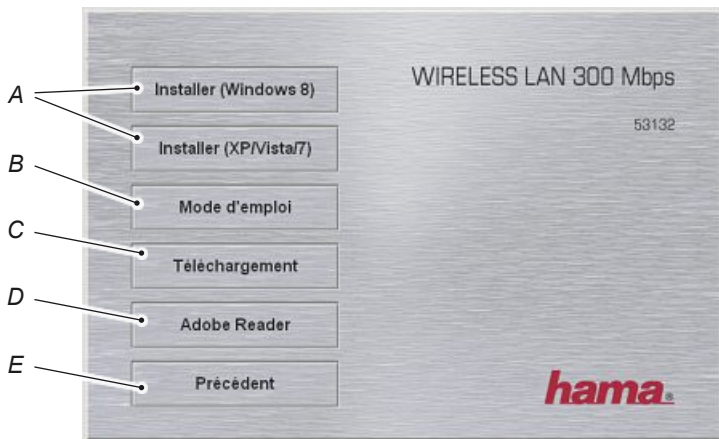 A
Installer (Windows 8)
Installer (XP/Vista/7)
B
Mode d'emploi
C
Téléchargement
D
Adobe Reader
E
Précédent
WIRELESS LAN 300 Mbps
53132
hama.